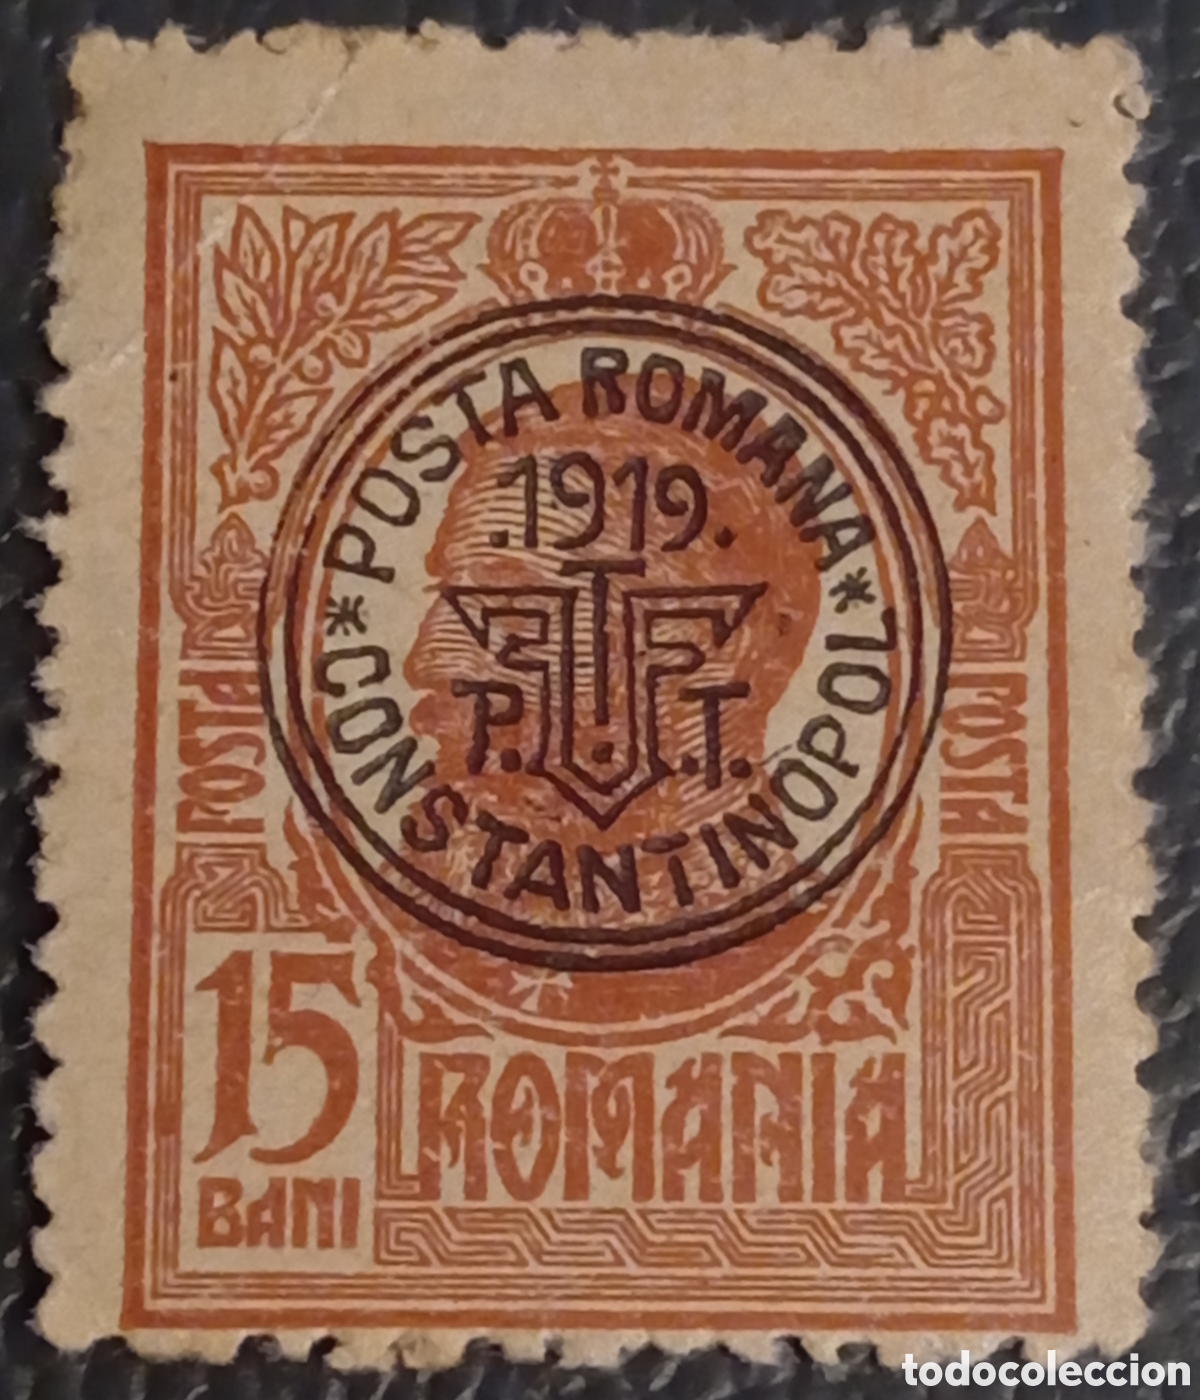 * POSTA ROMANA *
.1919.
P.T.T.
CONSTANTINOPOL
POSTA
POSTA
15
BANI
ROMANIA
todocoleccion